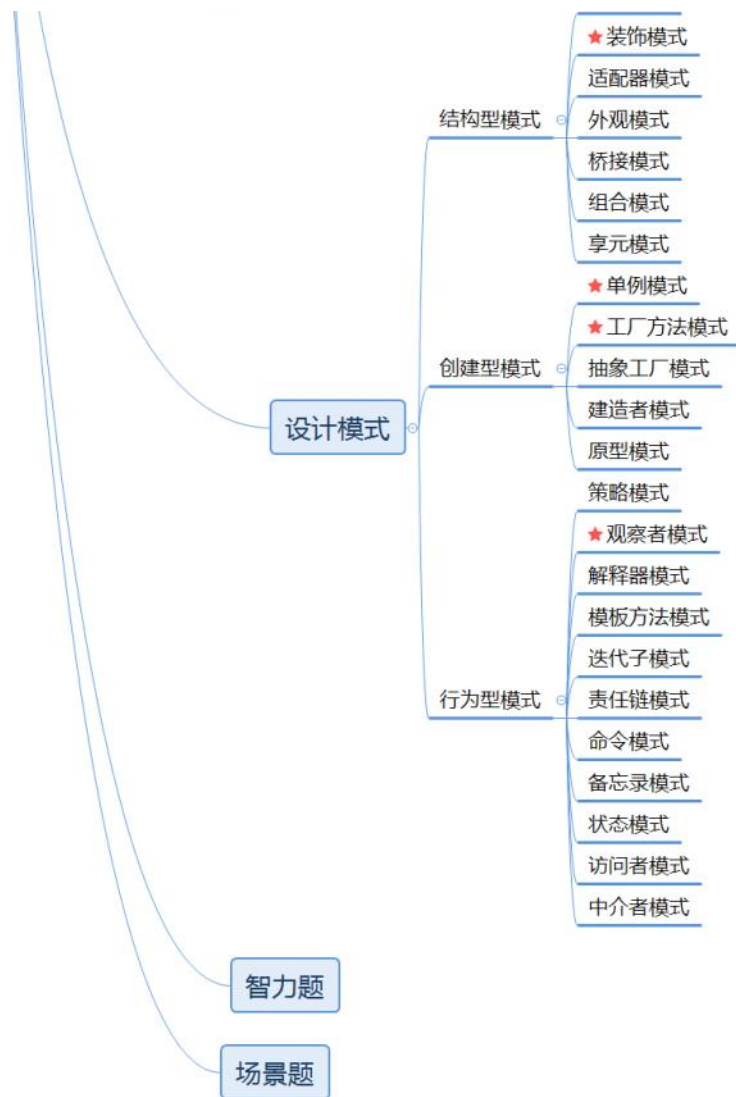 ★装饰模式
适配器模式
结构型模式
外观模式
桥接模式
组合模式
享元模式
★单例模式
★工厂方法模式
创建型模式
抽象工厂模式
设计模式
建造者模式
原型模式
策略模式
★观察者模式
解释器模式
模板方法模式
迭代子模式
行为型模式
责任链模式
命令模式
备忘录模式
状态模式
访问者模式
中介者模式
智力题
场景题